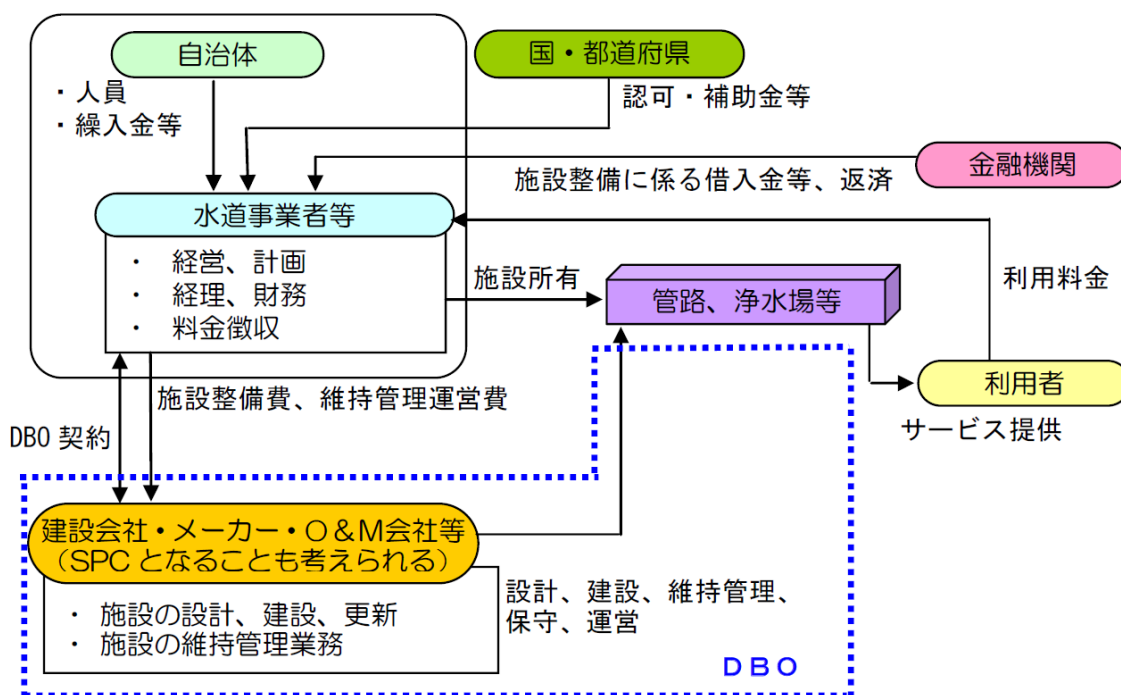 自治体
国・都道府県
・人員
・繰入金等
認可・補助金等
金融機関
施設整備に係る借入金等、返済
水道事業者等
・ 経営、計画
・ 経理、財務
・ 料金徴収
施設所有
管路、浄水場等
利用料金
利用者
サービス提供
施設整備費、維持管理運営費
DBO 契約
建設会社・メーカー・O&M会社等
(SPC となることも考えられる)
・ 施設の設計、建設、更新
・ 施設の維持管理業務
設計、建設、維持管理、
保守、運営
DBO